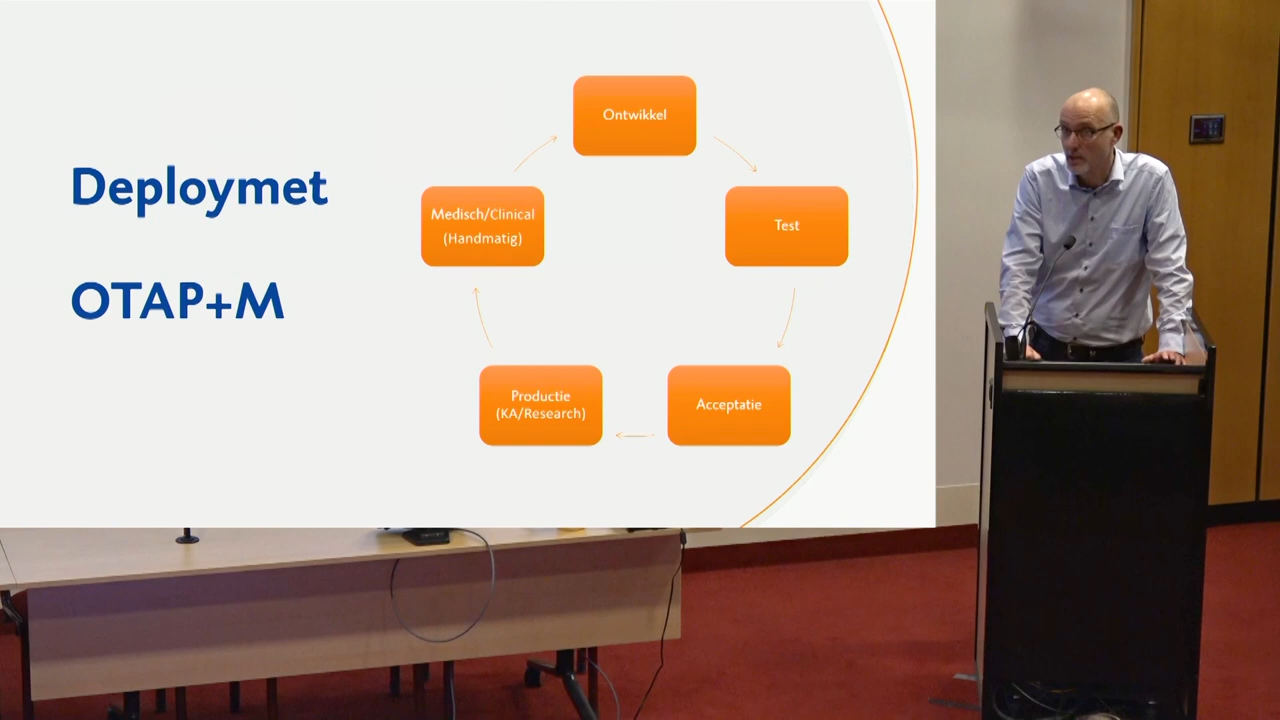 Deploymet
OTAP+M
Ontwikkel
Test
Acceptatie
Productie
(KA/Research)
Medisch/Clinical
(Handmatig)